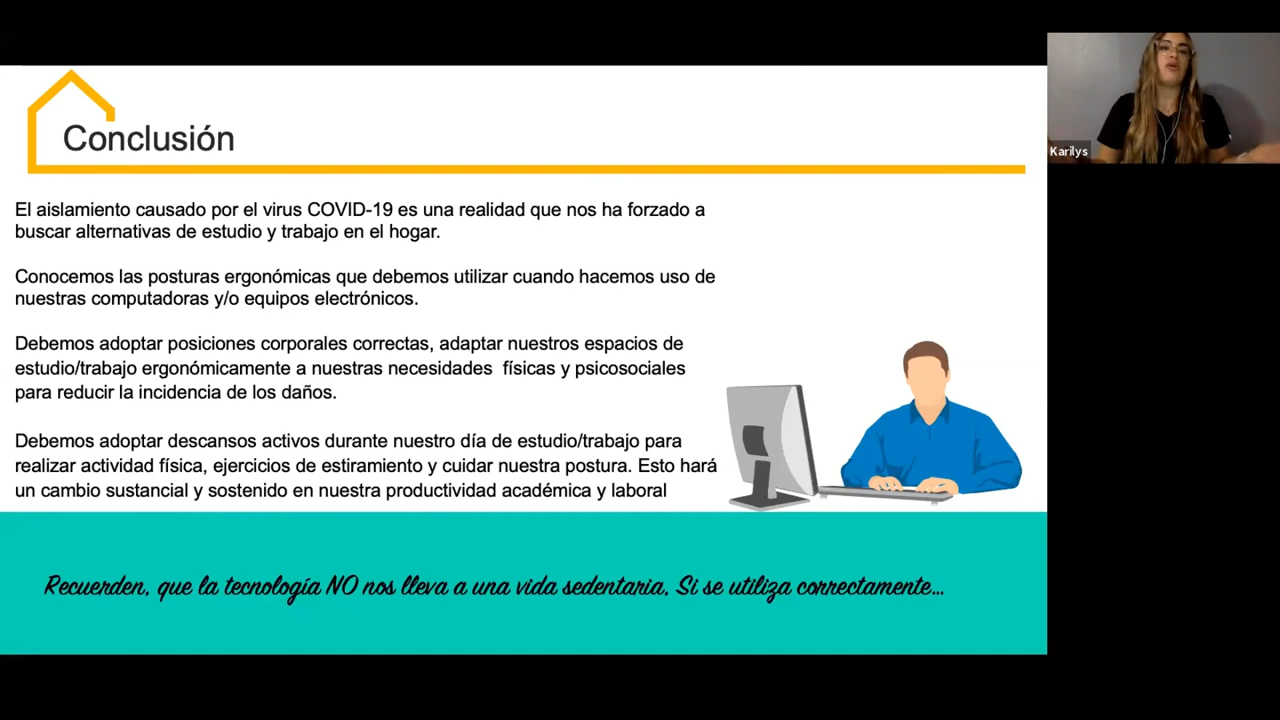 Conclusión
El aislamiento causado por el virus COVID-19 es una realidad que nos ha forzado a
buscar alternativas de estudio y trabajo en el hogar.
Conocemos las posturas ergonómicas que debemos utilizar cuando hacemos uso de
nuestras computadoras y/o equipos electrónicos.
Debemos adoptar posiciones corporales correctas, adaptar nuestros espacios de
estudio/trabajo ergonómicamente a nuestras necesidades físicas y psicosociales
para reducir la incidencia de los daños.
Debemos adoptar descansos activos durante nuestro día de estudio/trabajo para
realizar actividad física, ejercicios de estiramiento y cuidar nuestra postura. Esto hará
un cambio sustancial y sostenido en nuestra productividad académica y laboral
Recuerden, que la tecnología NO nos lleva a una vida sedentaria, Si se utiliza correctamente...
Karilys